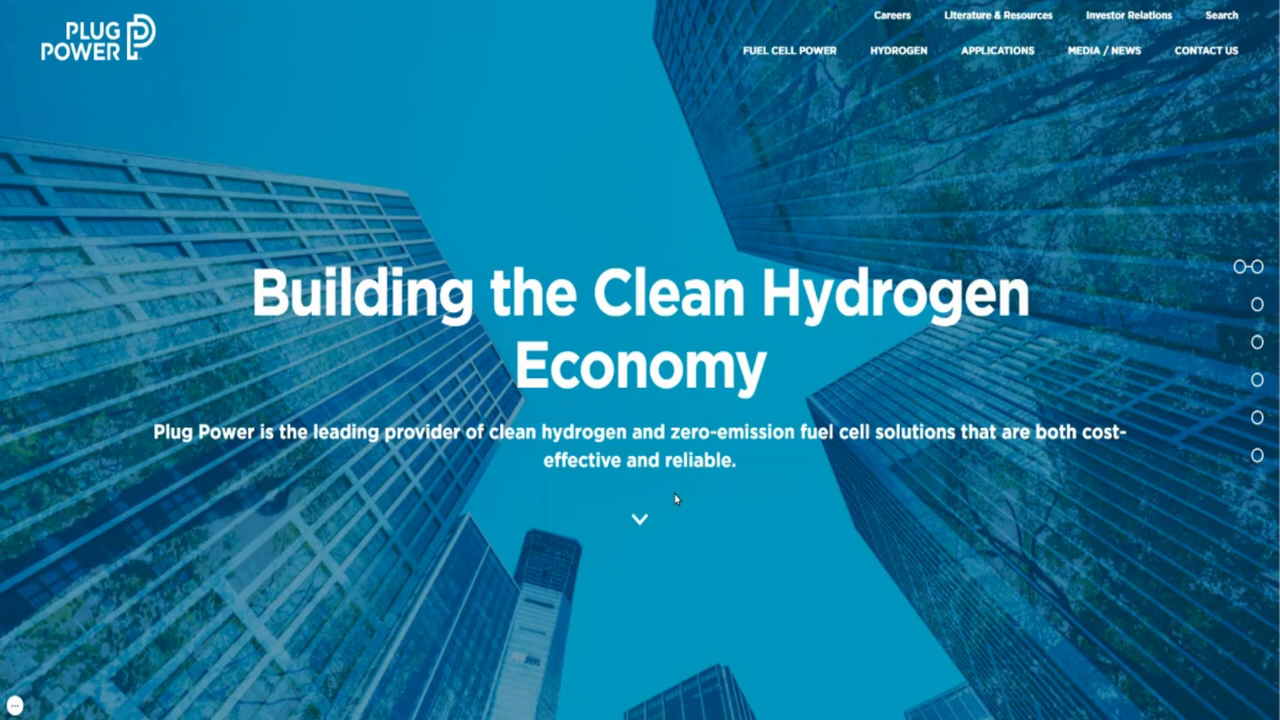 PLUG
POWER
Careers Literature & Resources Investor Relations Search
FUEL CELL POWER HYDROGEN APPLICATIONS MEDIA / NEWS CONTACT US
Building the Clean Hydrogen
Economy
Plug Power is the leading provider of clean hydrogen and zero-emission fuel cell solutions that are both cost-
effective and reliable.